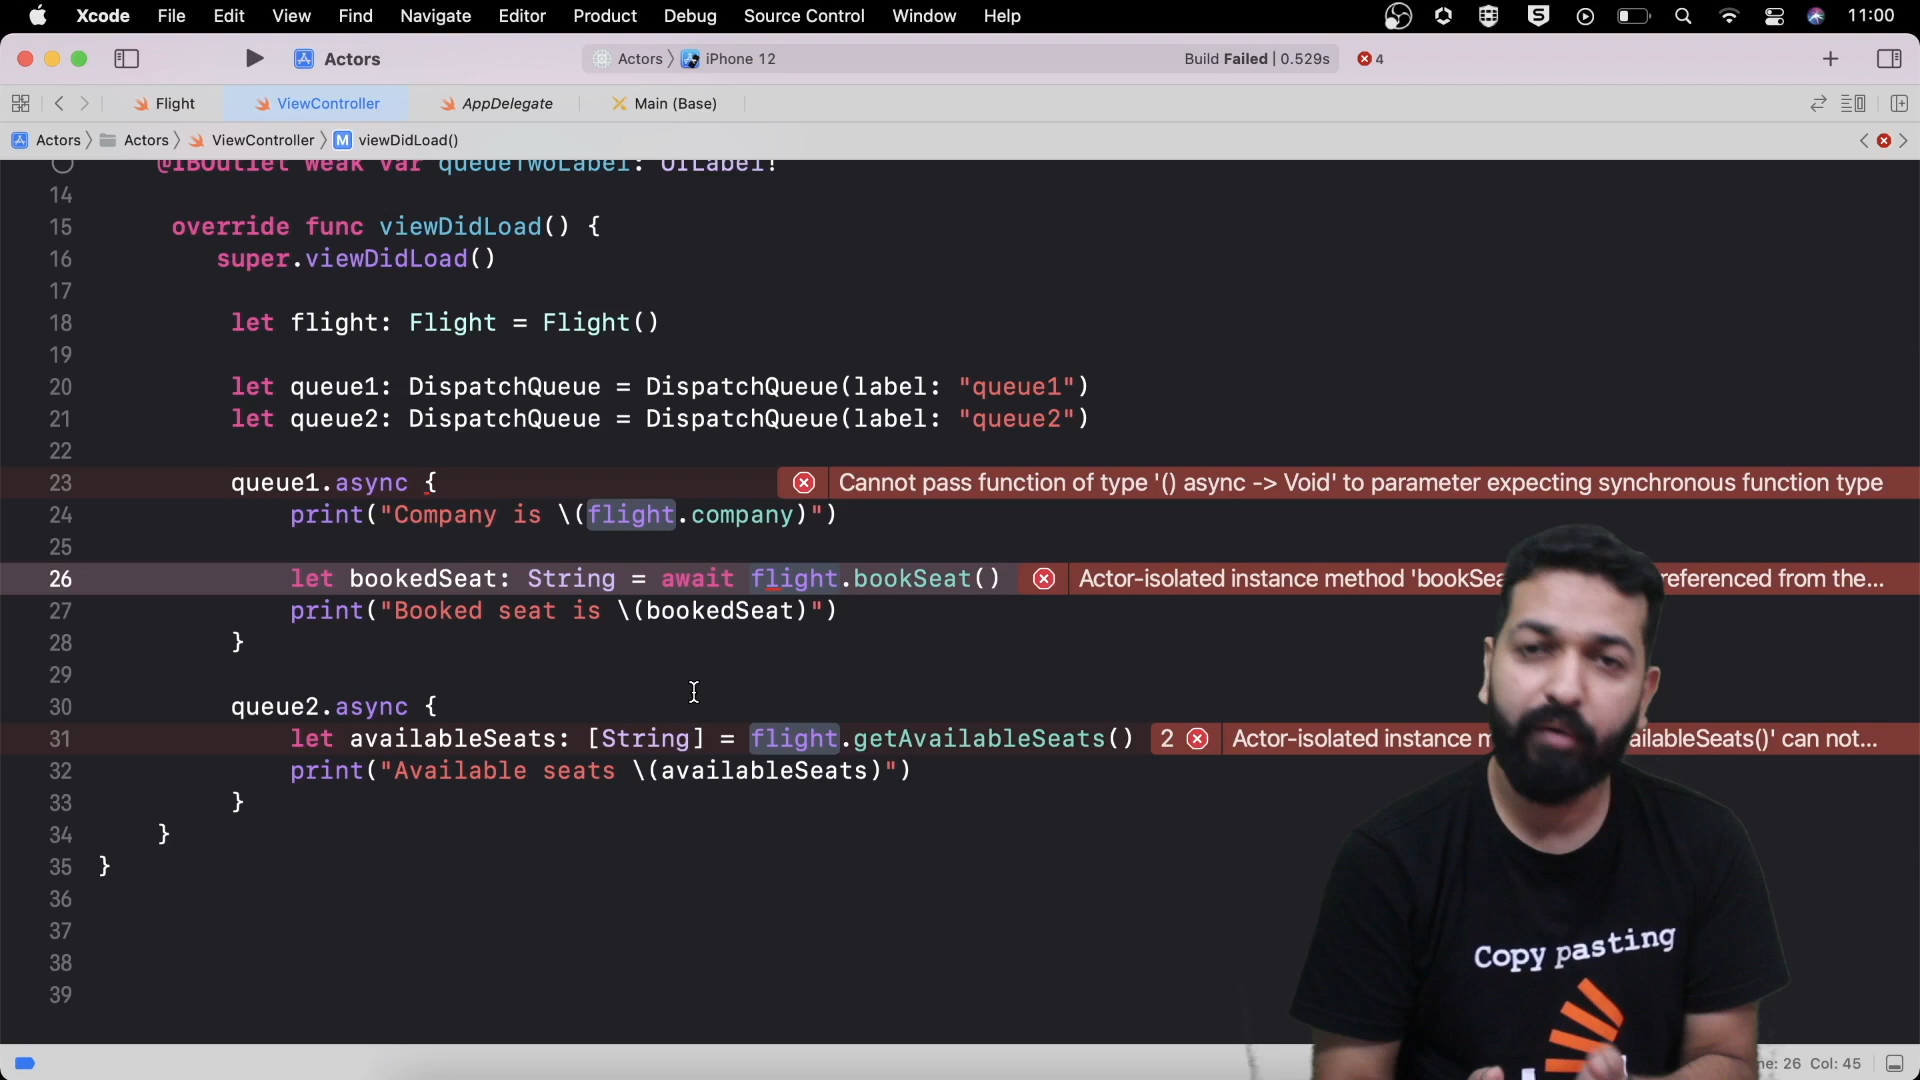 Xcode File Edit View Find Navigate Editor Product Debug Source Control Window Help 11:00
Actors Actors iPhone 12 Build Failed | 0.529s 4
Flight ViewController AppDelegate Main (Base)
Actors Actors ViewController M viewDidLoad()
@IBOutlet weak var queueTwoLabel: UILabel!
14
15 override func viewDidLoad() {
16 super.viewDidLoad()
17
18 let flight: Flight = Flight()
19
20 let queue1: DispatchQueue = DispatchQueue(label: "queue1")
21 let queue2: DispatchQueue = DispatchQueue(label: "queue2")
22
23 queue1.async { Cannot pass function of type '() async -> Void' to parameter expecting synchronous function type
24 print("Company is \(flight.company)")
25
26 let bookedSeat: String = await flight.bookSeat() Actor-isolated instance method 'bookSea referenced from the...
27 print("Booked seat is \(bookedSeat)")
28 }
29
30 queue2.async {
31 let availableSeats: [String] = flight.getAvailableSeats() 2 Actor-isolated instance m ailableSeats()' can not...
32 print("Available seats \(availableSeats)")
33 }
34 }
35 }
36
37
38
39
Copy pasting
ne: 26 Col: 45